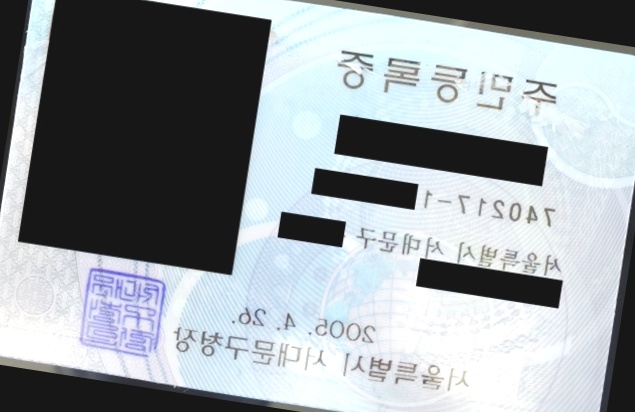 주민등록증
740217-1
서울특별시 서대문구
2005. 4. 26.
서울특별시 서대문구청장